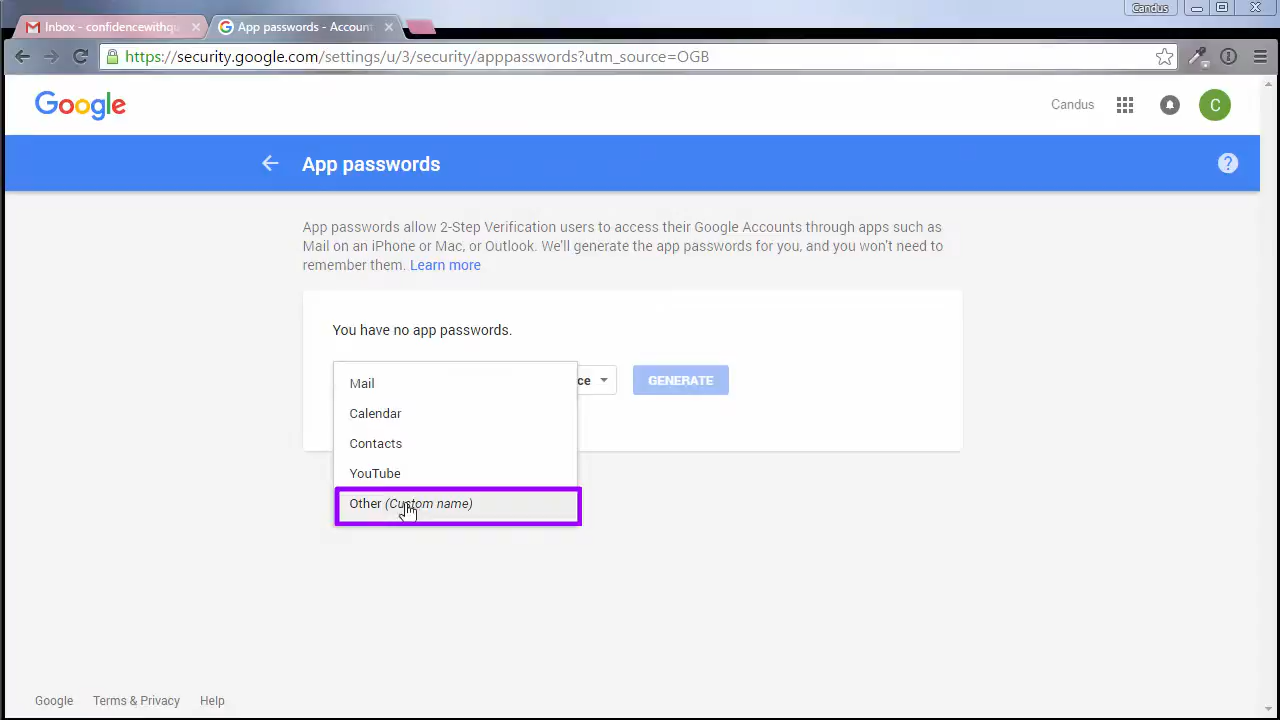 Candus
Inbox - confidencewithqu
App passwords - Account
https://security.google.com/settings/u/3/security/apppasswords?utm_source=OGB
Google
Candus
C
App passwords
?
App passwords allow 2-Step Verification users to access their Google Accounts through apps such as
Mail on an iPhone or Mac, or Outlook. We'll generate the app passwords for you, and you won't need to
remember them. Learn more
You have no app passwords.
Mail
ce
GENERATE
Calendar
Contacts
YouTube
Other (Custom name)
Google
Terms & Privacy
Help